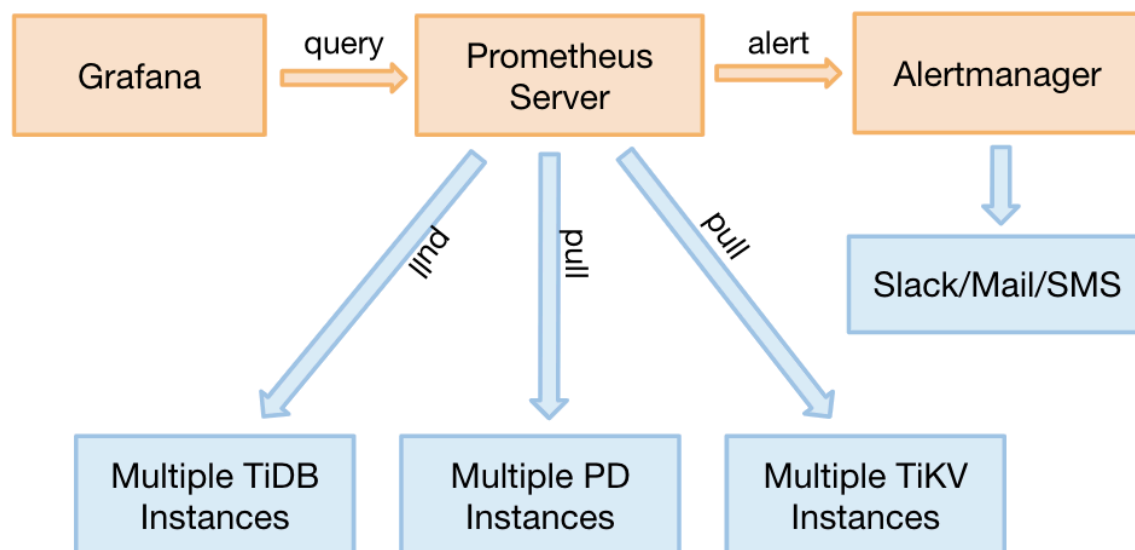 query
alert
Grafana
Prometheus
Server
Alertmanager
pull
pull
pull
Slack/Mail/SMS
Multiple TiDB
Instances
Multiple PD
Instances
Multiple TiKV
Instances